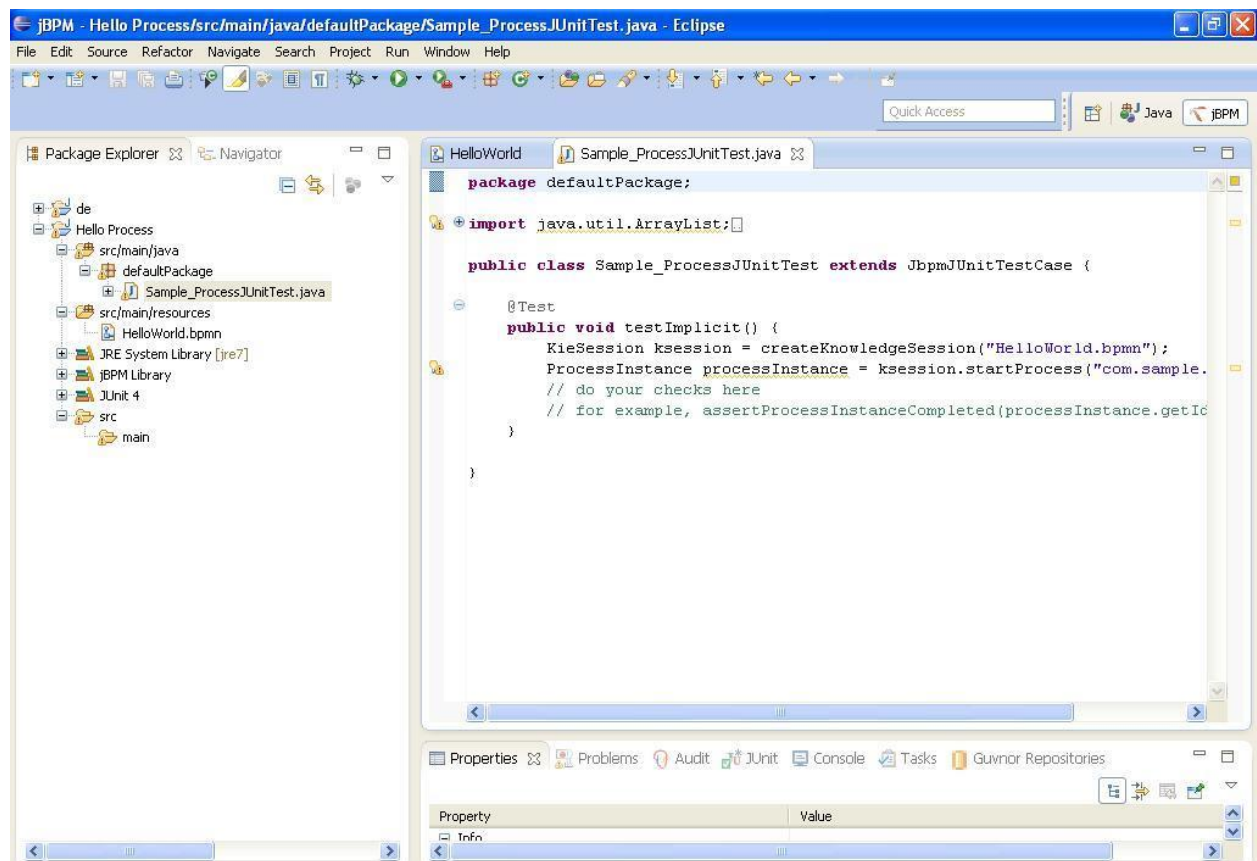 jBPM - Hello Process/src/main/java/defaultPackage/Sample_ProcessJUnitTest.java - Eclipse
File Edit Source Refactor Navigate Search Project Run Window Help
Quick Access
Java
jBPM
Package Explorer
Navigator
de
Hello Process
src/main/java
defaultPackage
Sample_ProcessJUnitTest.java
src/main/resources
HelloWorld.bpmn
JRE System Library [jre7]
jBPM Library
JUnit 4
src
main
HelloWorld
Sample_ProcessJUnitTest.java
package defaultPackage;
import java.util.ArrayList;
public class Sample_ProcessJUnitTest extends JbpmJUnitTestCase {
@Test
public void testImplicit() {
KieSession ksession = createKnowledgeSession("HelloWorld.bpmn");
ProcessInstance processInstance = ksession.startProcess("com.sample.
// do your checks here
// for example, assertProcessInstanceCompleted(processInstance.getId
}
}
Properties Problems Audit JUnit Console Tasks Guvnor Repositories
Property Value
Info